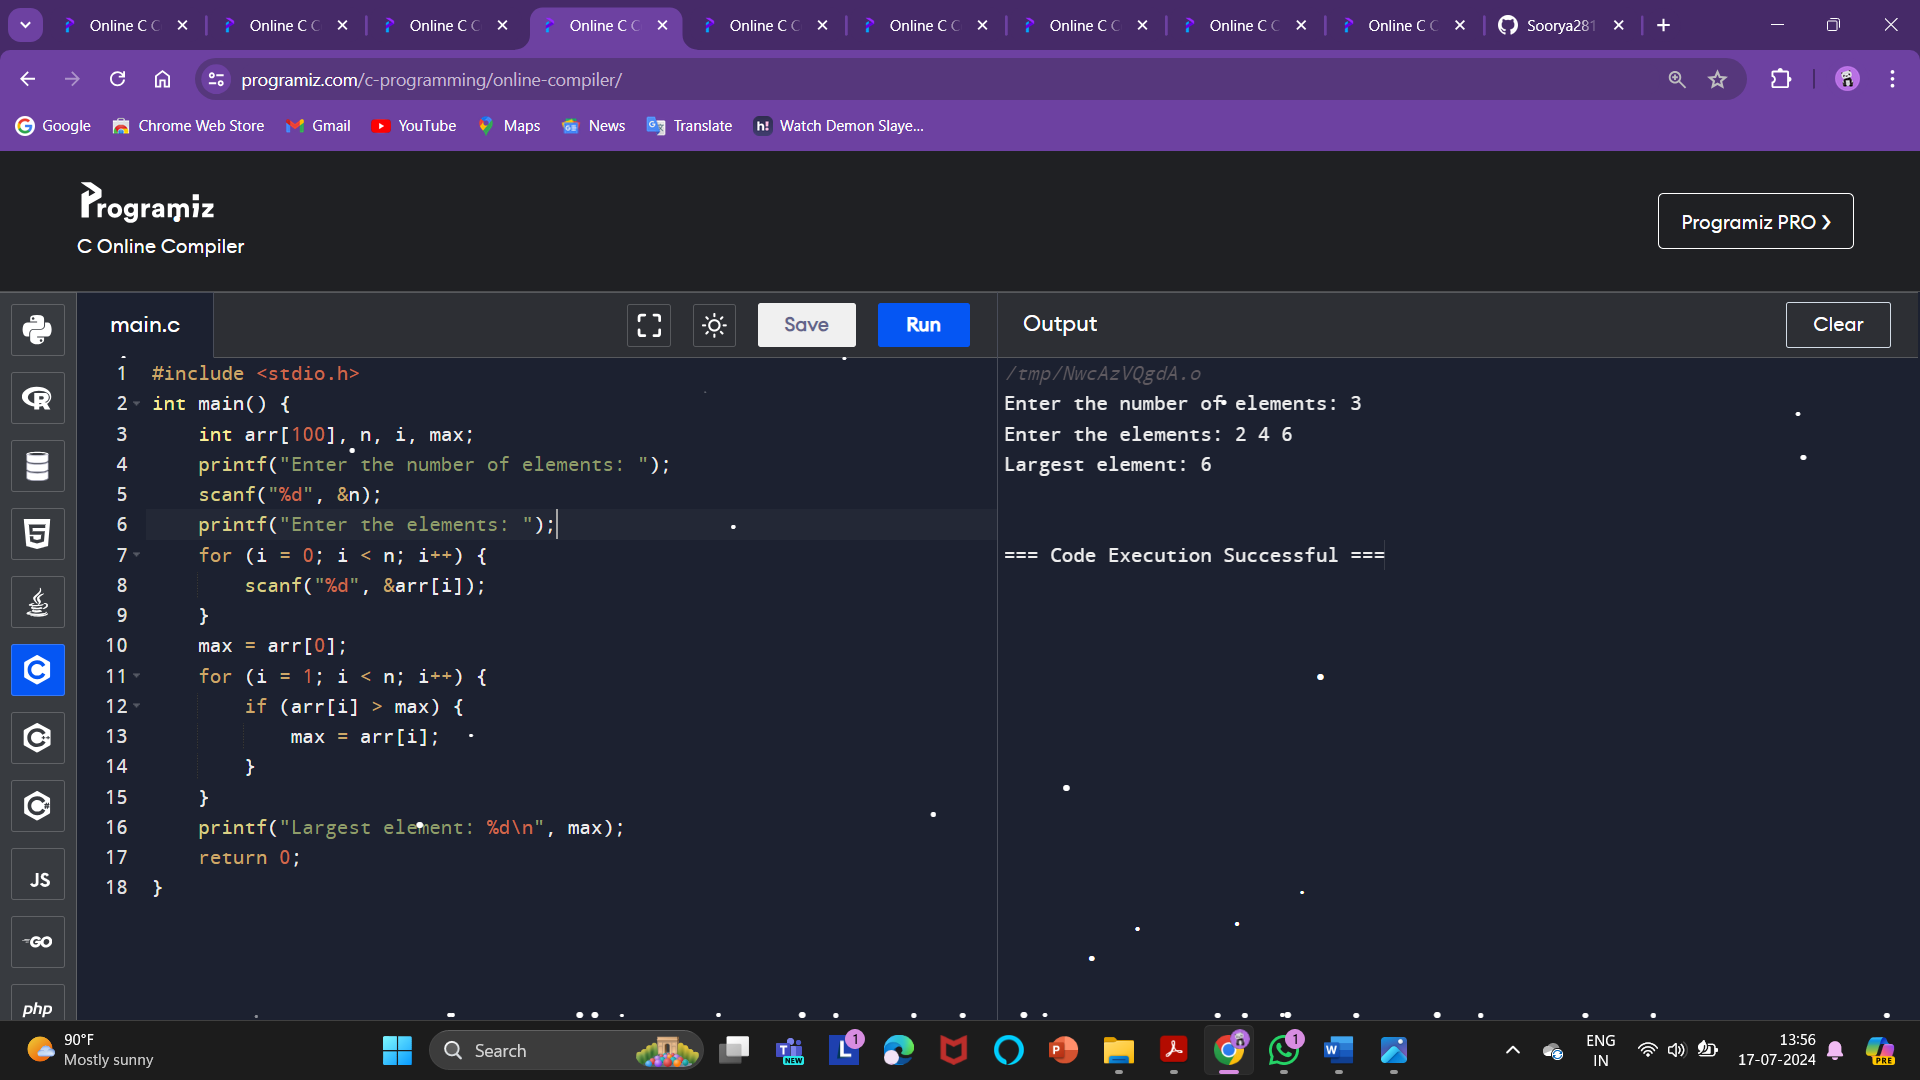 Online C C
Online C C
Online C C
Online C C
Online C C
Online C C
Online C C
Online C C
Online C C
Soorya281
programiz.com/c-programming/online-compiler/
Google
Chrome Web Store
Gmail
YouTube
Maps
News
Translate
h! Watch Demon Slaye...
Programiz
C Online Compiler
Programiz PRO ❯
main.c
Save
Run
Output
Clear
1 #include <stdio.h>
2 int main() {
3 int arr[100], n, i, max;
4 printf("Enter the number of elements: ");
5 scanf("%d", &n);
6 printf("Enter the elements: ");
7 for (i = 0; i < n; i++) {
8 scanf("%d", &arr[i]);
9 }
10 max = arr[0];
11 for (i = 1; i < n; i++) {
12 if (arr[i] > max) {
13 max = arr[i];
14 }
15 }
16 printf("Largest element: %d\n", max);
17 return 0;
18 }
/tmp/NwcAzVQgdA.o
Enter the number of elements: 3
Enter the elements: 2 4 6
Largest element: 6
=== Code Execution Successful ===
R
5
C
C
C#
JS
GO
php
90°F
Mostly sunny
Search
NEW
L
1
1
ENG
IN
13:56
17-07-2024
PRE